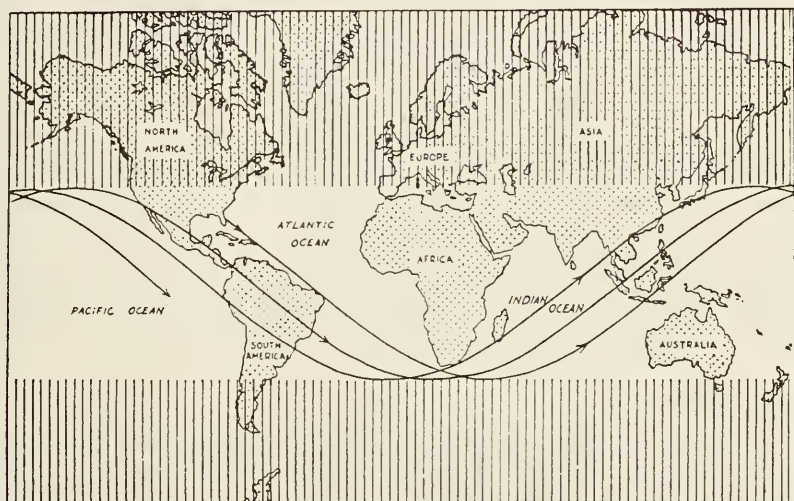 NORTH
AMERICA
EUROPE
ASIA
ATLANTIC
OCEAN
AFRICA
PACIFIC OCEAN
INDIAN
OCEAN
SOUTH
AMERICA
AUSTRALIA